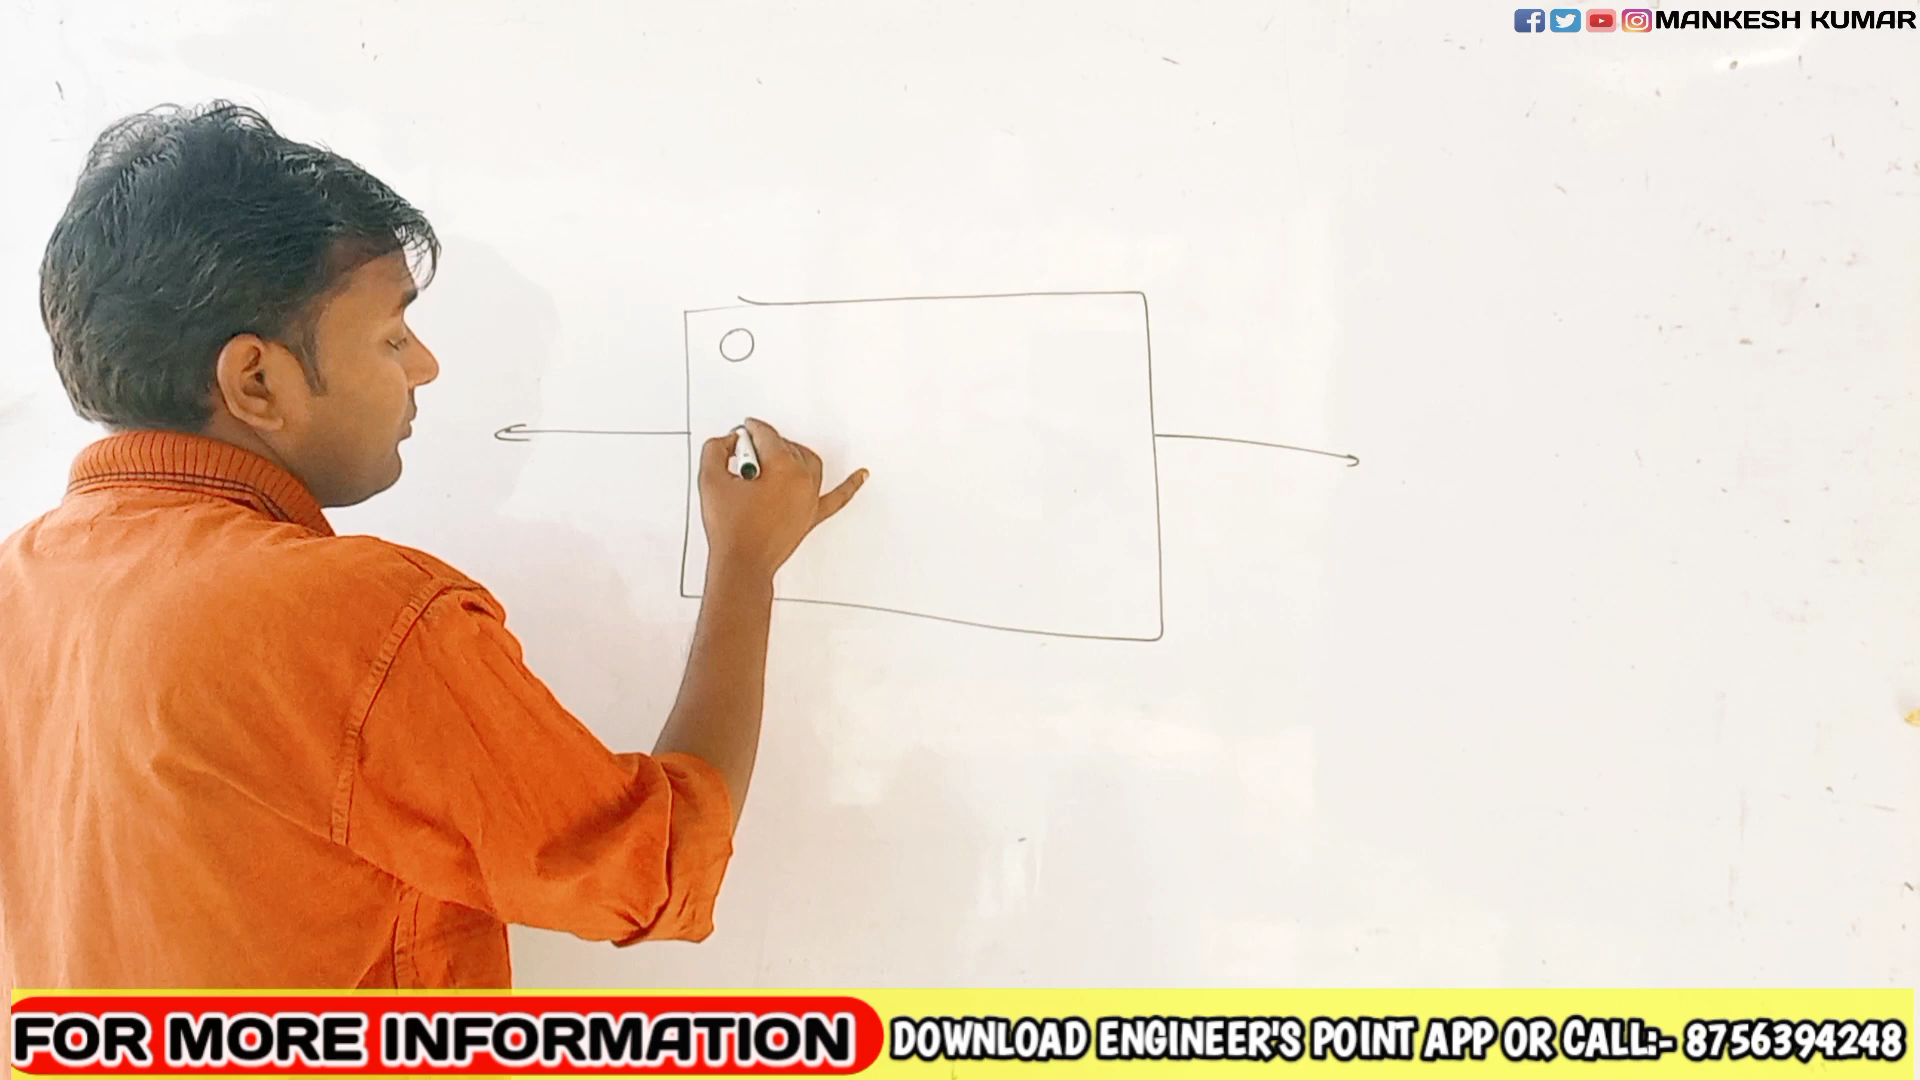 MANKESH KUMAR
FOR MORE INFORMATION
DOWNLOAD ENGINEER'S POINT APP OR CALL:- 8756394248